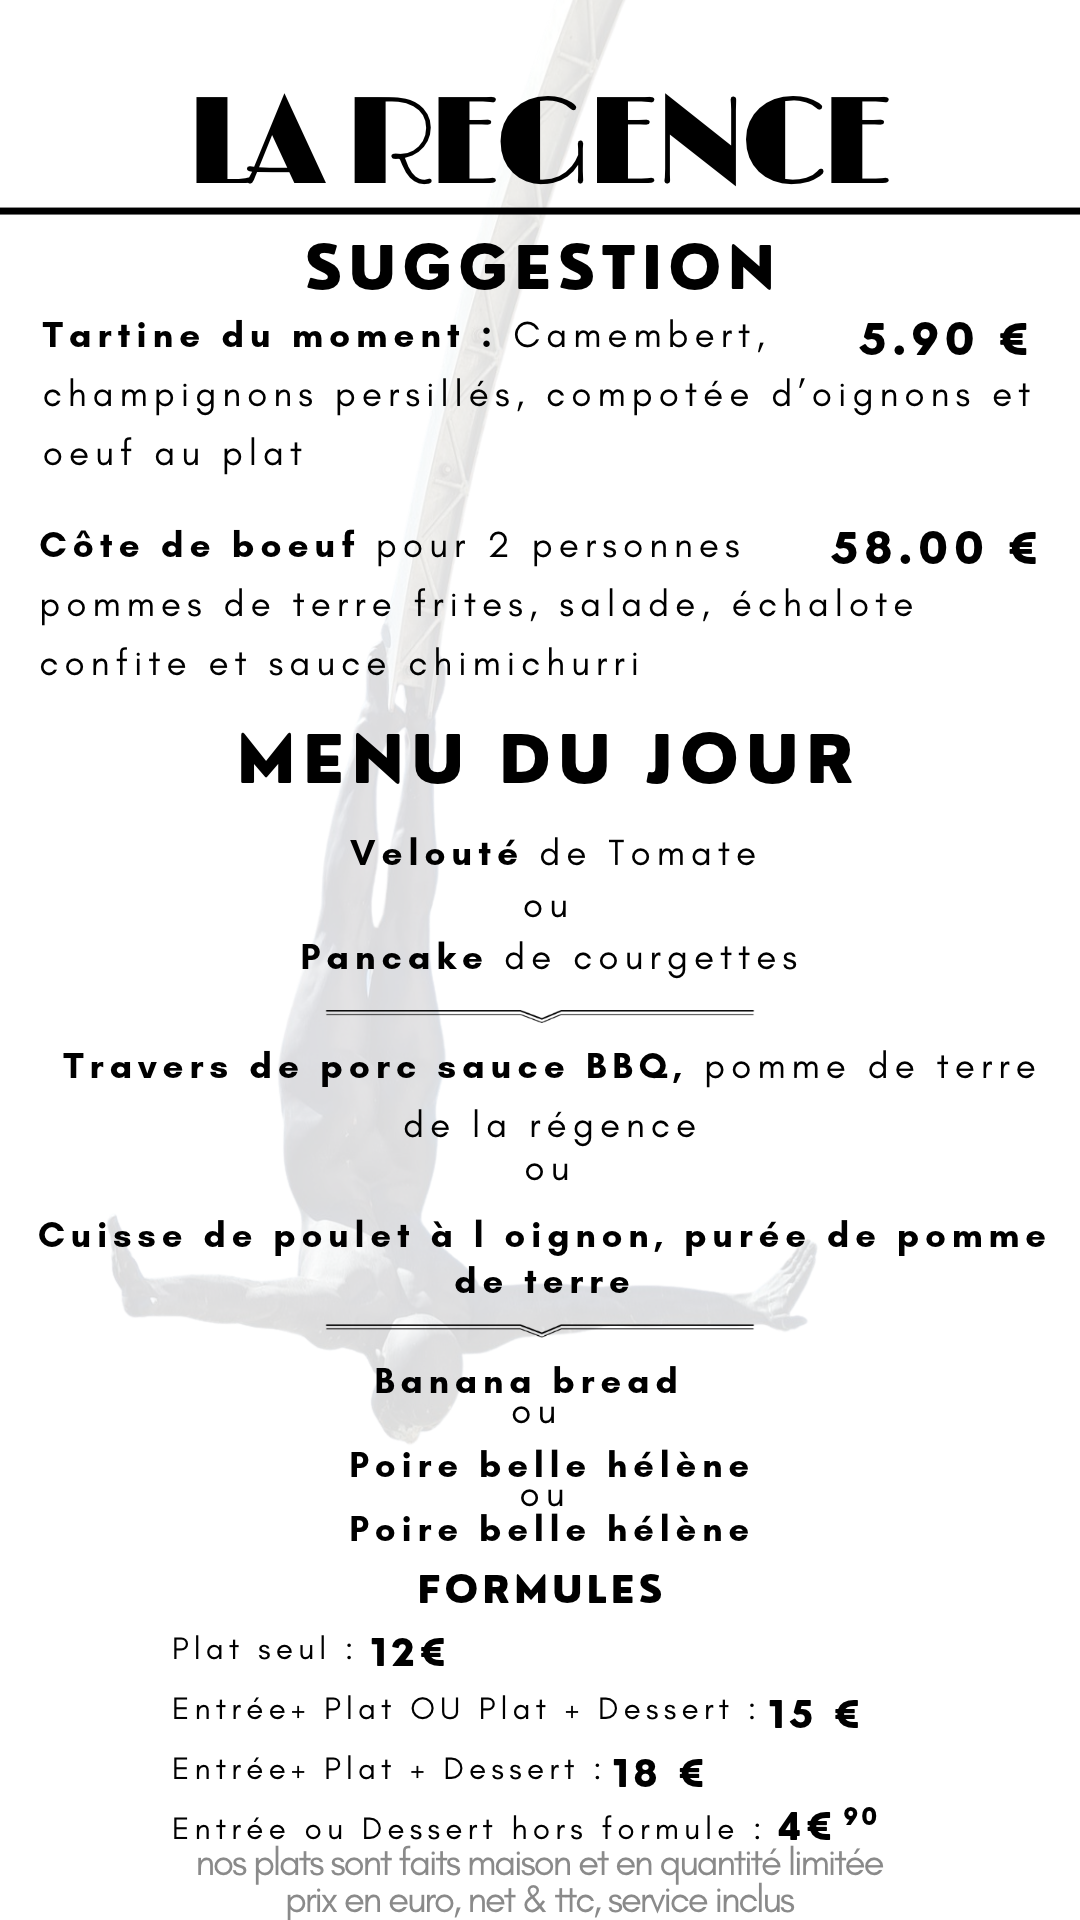 LA REGENCE
SUGGESTION
Tartine du moment : Camembert, 5.90 €
champignons persillés, compotée d’oignons et
oeuf au plat
Côte de boeuf pour 2 personnes 58.00 €
pommes de terre frites, salade, échalote
confite et sauce chimichurri
MENU DU JOUR
Velouté de Tomate
ou
Pancake de courgettes
Travers de porc sauce BBQ, pomme de terre
de la régence
ou
Cuisse de poulet à l oignon, purée de pomme
de terre
Banana bread
ou
Poire belle hélène
ou
Poire belle hélène
FORMULES
Plat seul : 12€
Entrée+ Plat OU Plat + Dessert : 15 €
Entrée+ Plat + Dessert : 18 €
Entrée ou Dessert hors formule : 4€ 90
nos plats sont faits maison et en quantité limitée
prix en euro, net & ttc, service inclus